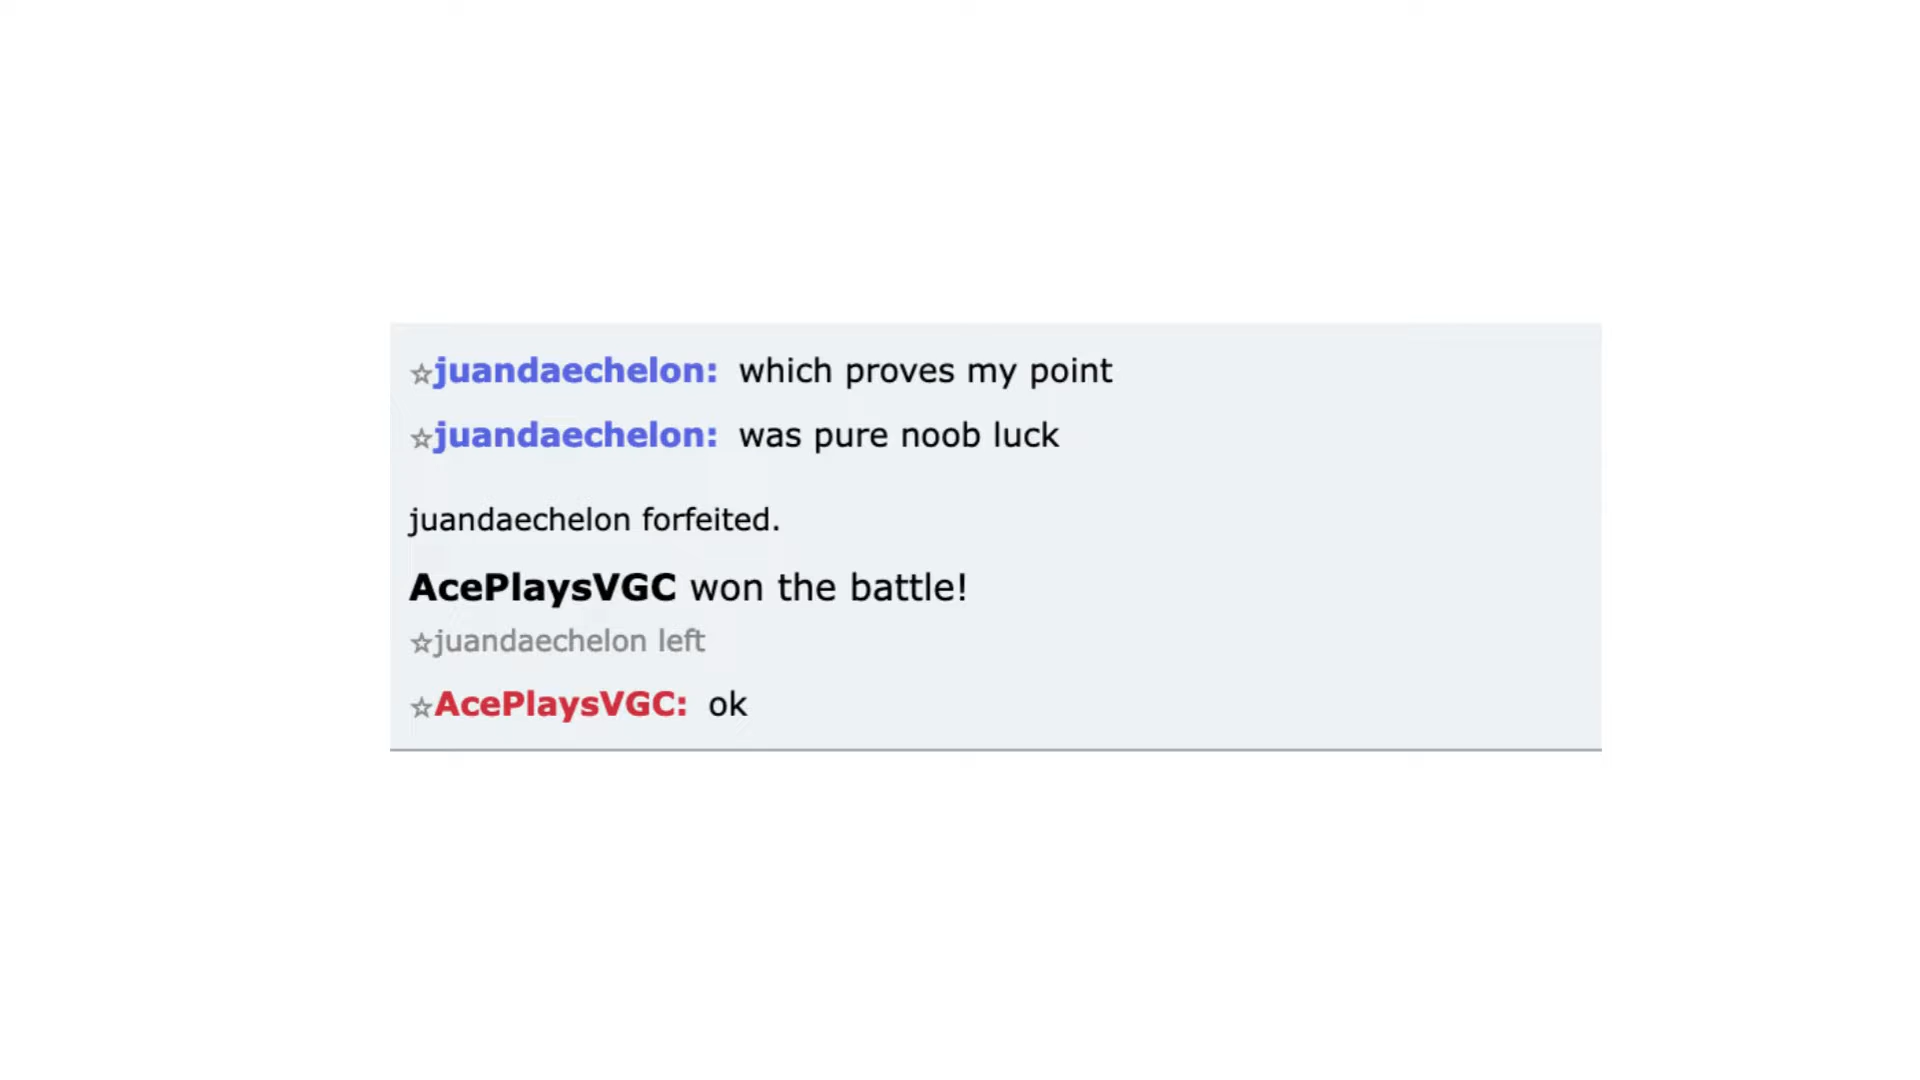 ☆juandaechelon: which proves my point
☆juandaechelon: was pure noob luck
juandaechelon forfeited.
AcePlaysVGC won the battle!
☆juandaechelon left
☆AcePlaysVGC: ok